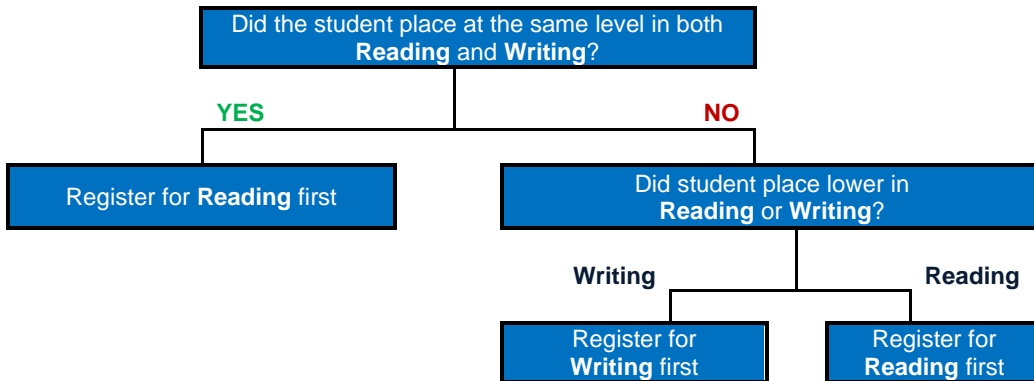 Did the student place at the same level in both
Reading and Writing?
YES
NO
Register for Reading first
Did student place lower in
Reading or Writing?
Writing
Reading
Register for
Writing first
Register for
Reading first